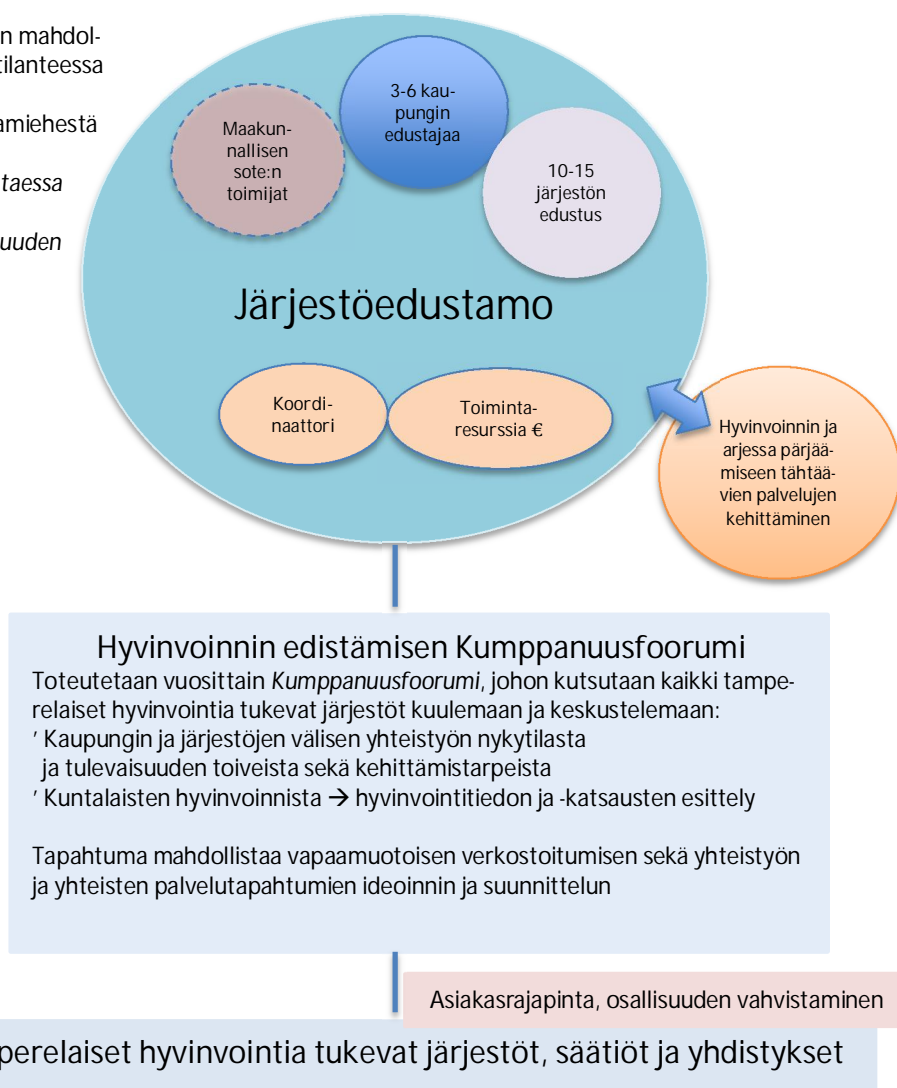 n mahdol-
tilanteessa
amiehestä
taessa
uuden
3-6 kau-
pungin
edustajaa
Maakun-
nallisen
sote:n
toimijat
10-15
järjestön
edustus
Järjestöedustamo
Koordi-
naattori
Toiminta-
resurssia €
Hyvinvoinnin ja
arjessa pärjää-
miseen tähtää-
vien palvelujen
kehittäminen
Hyvinvoinnin edistämisen Kumppanuusfoorumi
Toteutetaan vuosittain Kumppanuusfoorumi, johon kutsutaan kaikki tampe-
relaiset hyvinvointia tukevat järjestöt kuulemaan ja keskustelemaan:
′ Kaupungin ja järjestöjen välisen yhteistyön nykytilasta
ja tulevaisuuden toiveista sekä kehittämistarpeista
′ Kuntalaisten hyvinvoinnista → hyvinvointitiedon ja -katsausten esittely
Tapahtuma mahdollistaa vapaamuotoisen verkostoitumisen sekä yhteistyön
ja yhteisten palvelutapahtumien ideoinnin ja suunnittelun
Asiakasrajapinta, osallisuuden vahvistaminen
perelaiset hyvinvointia tukevat järjestöt, säätiöt ja yhdistykset